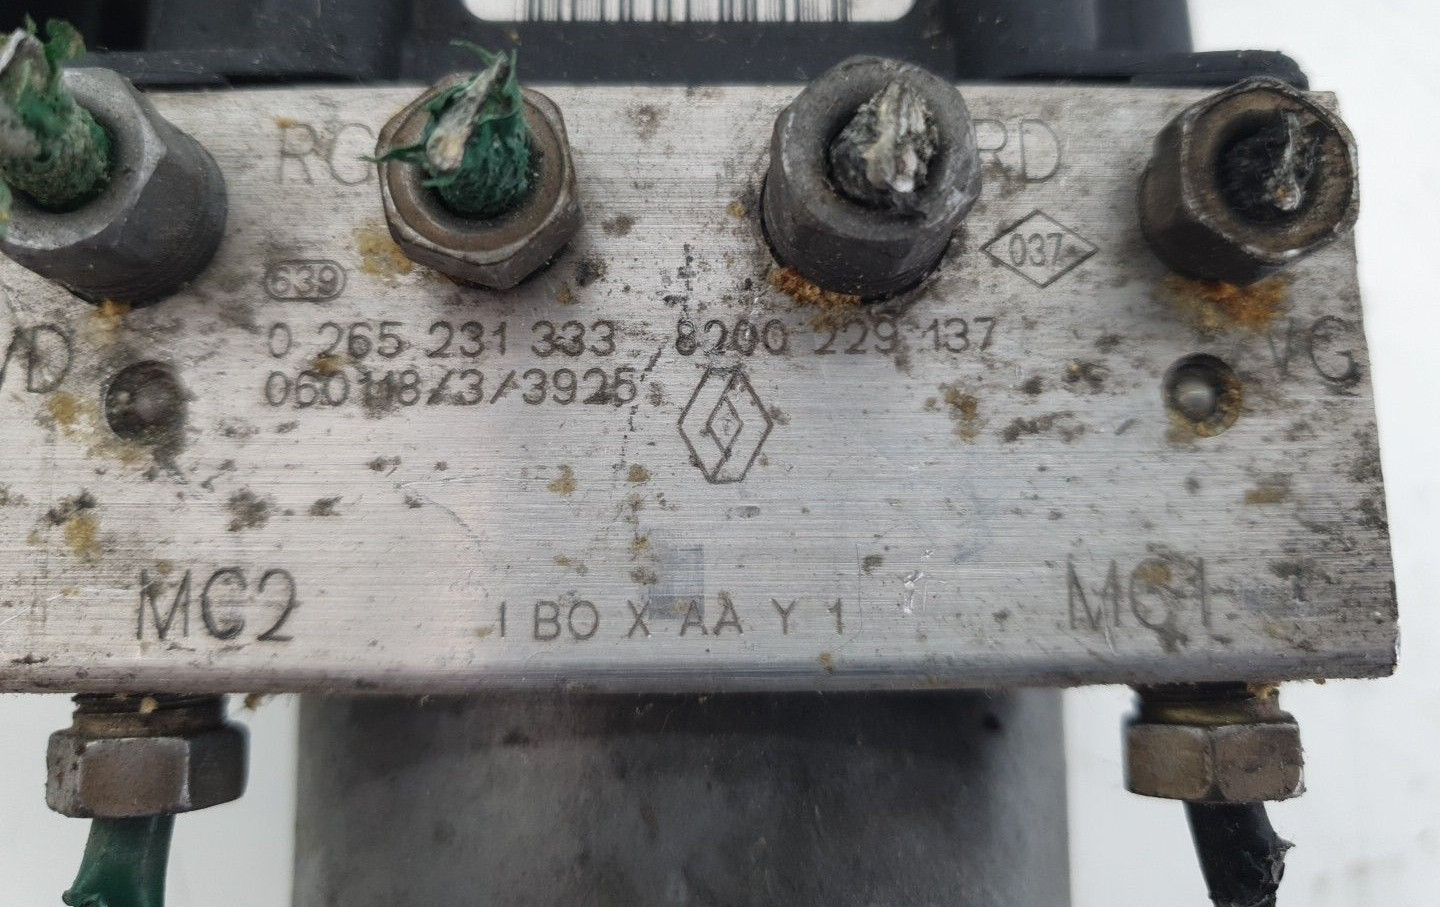 RG
RD
037
639
0 265 231 333 8200 229 137
VD
VG
060118/3/3925
MC2
MC1
1 BO X AA Y 1